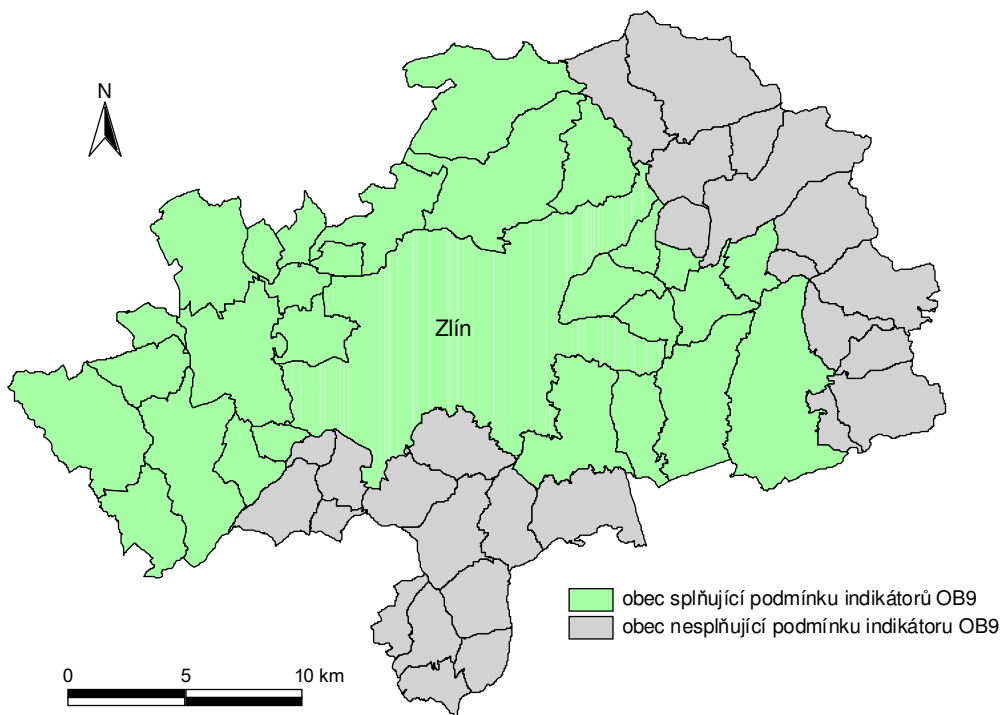 N
Zlín
obec splňující podmínku indikátorů OB9
obec nesplňující podmínku indikátoru OB9
0 5 10 km